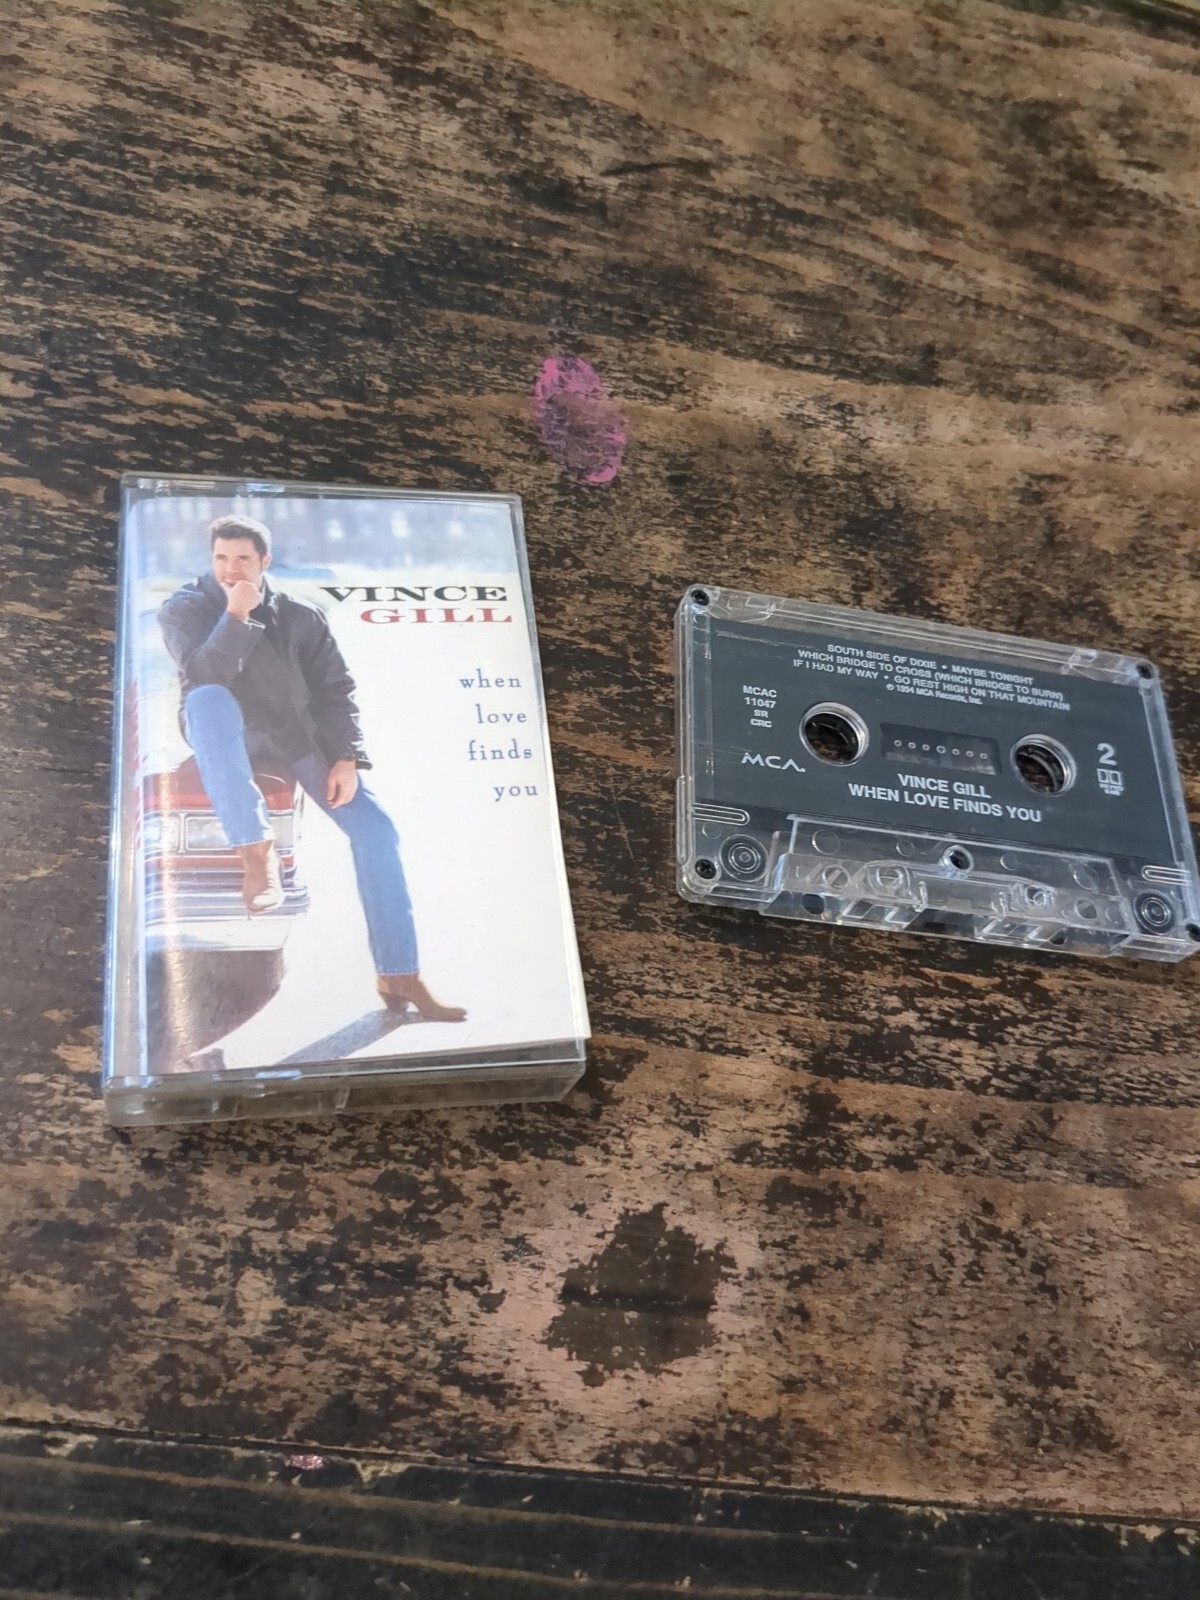 VINCE
GILL
when
love
finds
you
SOUTH SIDE OF DIXIE • MAYBE TONIGHT
WHICH BRIDGE TO CROSS (WHICH BRIDGE TO BURN)
IF I HAD MY WAY • GO REST HIGH ON THAT MOUNTAIN
℗ 1994 MCA Records, Inc.
MCAC
11047
SR
CRC
MCA
2
VINCE GILL
WHEN LOVE FINDS YOU